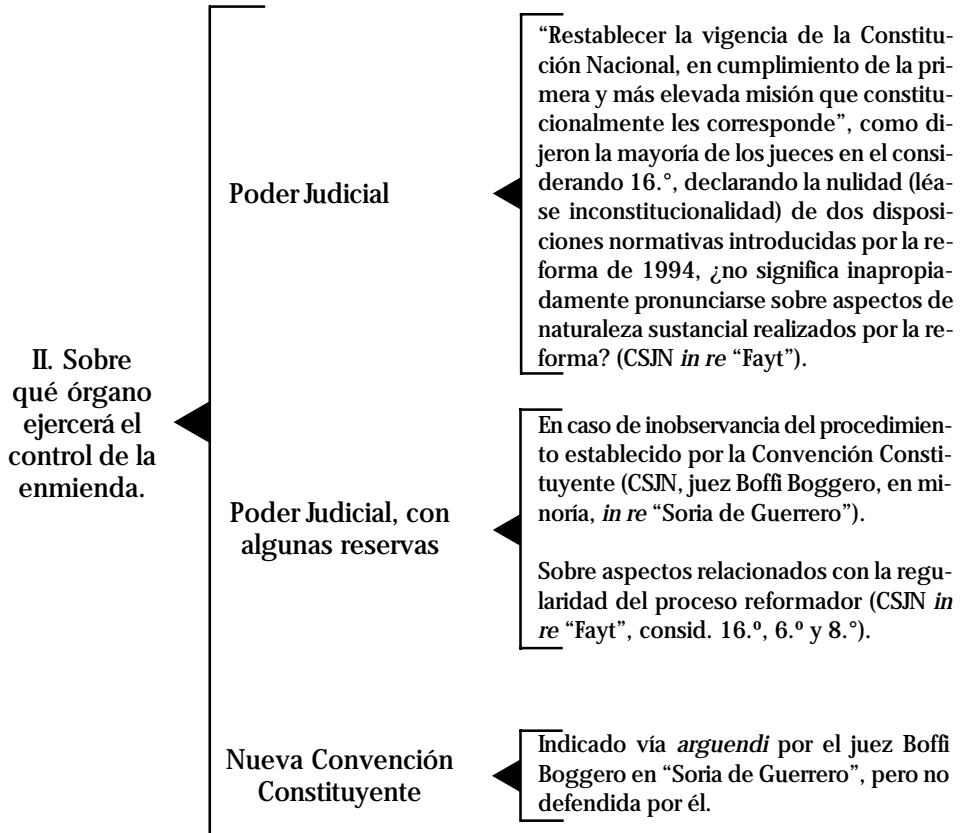 II. Sobre
qué órgano
ejercerá el
control de la
enmienda.
Poder Judicial
“Restablecer la vigencia de la Constitu-
ción Nacional, en cumplimiento de la pri-
mera y más elevada misión que constitu-
cionalmente les corresponde”, como di-
jeron la mayoría de los jueces en el consi-
derando 16.°, declarando la nulidad (léa-
se inconstitucionalidad) de dos disposi-
ciones normativas introducidas por la re-
forma de 1994, ¿no significa inapropia-
damente pronunciarse sobre aspectos de
naturaleza sustancial realizados por la re-
forma? (CSJN in re “Fayt”).
Poder Judicial, con
algunas reservas
En caso de inobservancia del procedimien-
to establecido por la Convención Consti-
tuyente (CSJN, juez Boffi Boggero, en mi-
noría, in re “Soria de Guerrero”).
Sobre aspectos relacionados con la regu-
laridad del proceso reformador (CSJN in
re “Fayt”, consid. 16.º, 6.º y 8.°).
Nueva Convención
Constituyente
Indicado vía arguendi por el juez Boffi
Boggero en “Soria de Guerrero”, pero no
defendida por él.